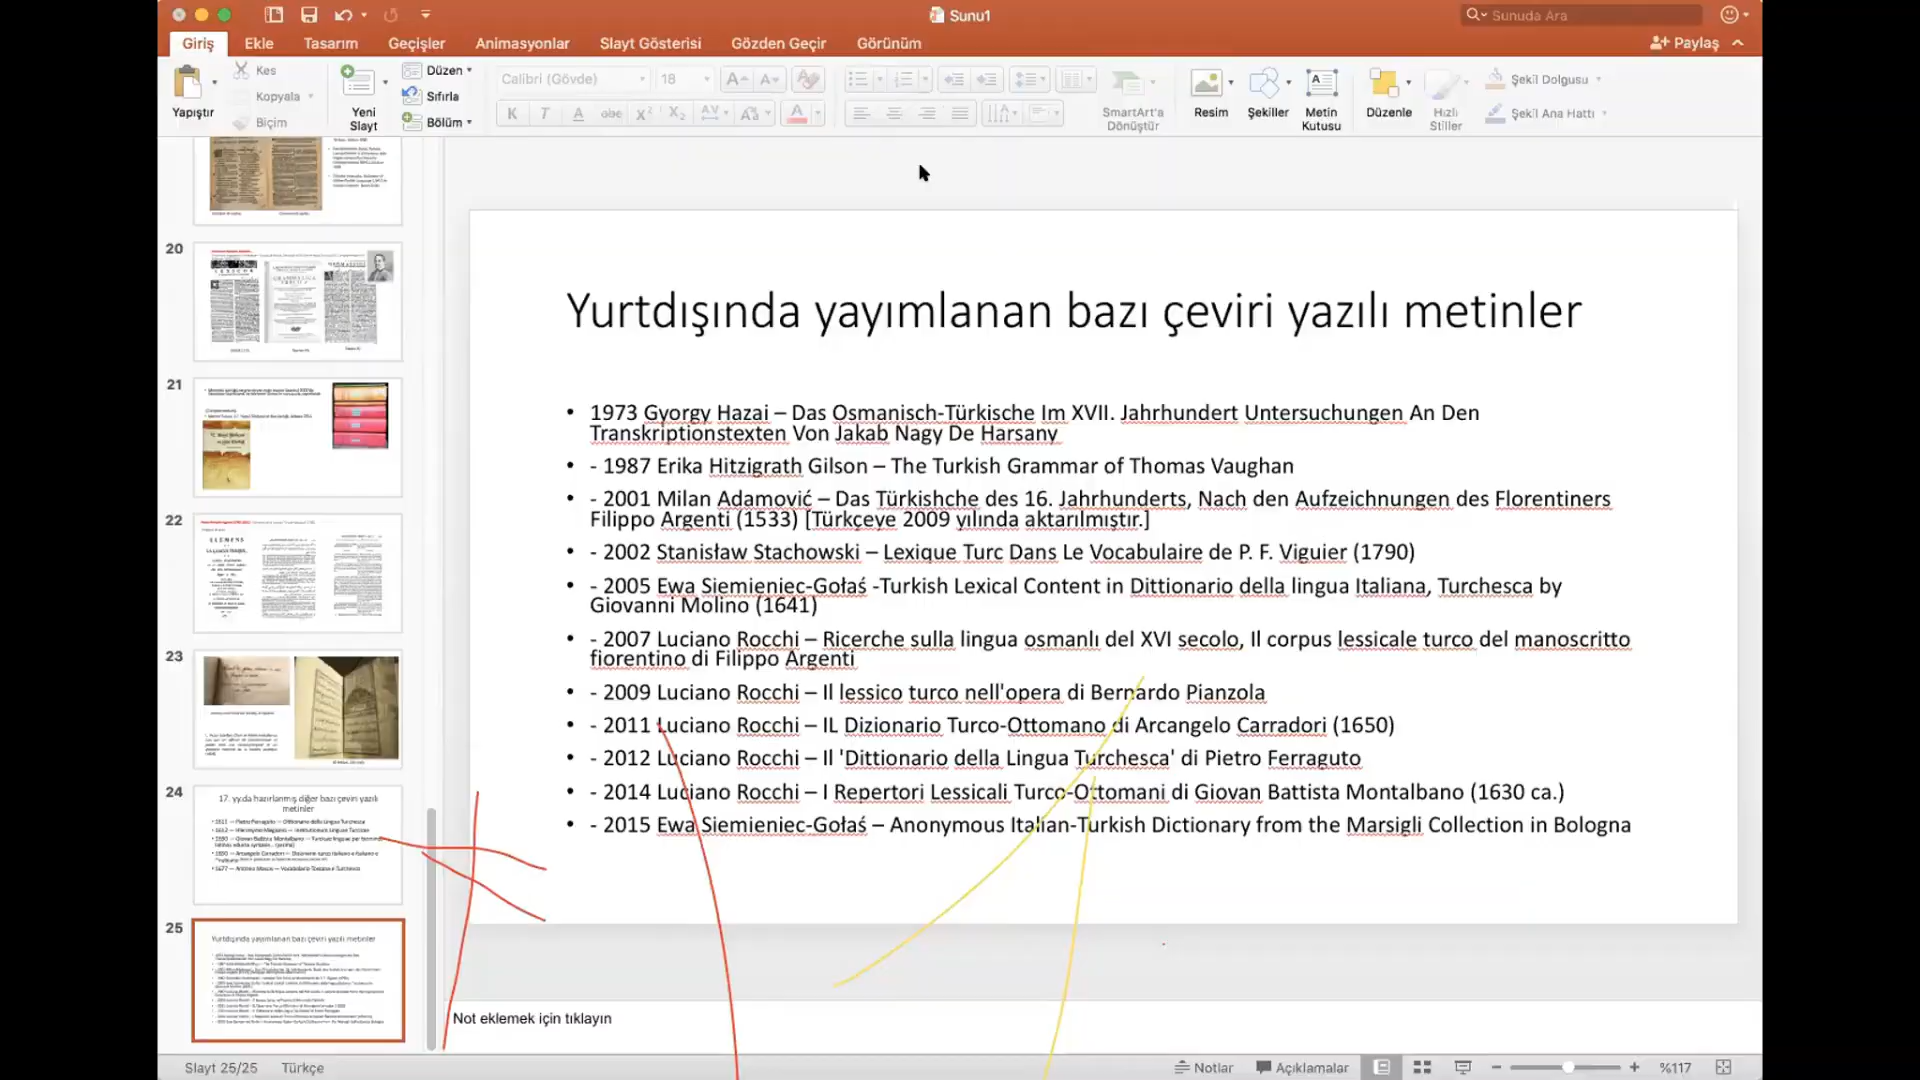 Sunu1
Sunuda Ara
Giriş Ekle Tasarım Geçişler Animasyonlar Slayt Gösterisi Gözden Geçir Görünüm Paylaş
Yapıştır
Kes
Kopyala
Biçim
Yeni Slayt
Düzen
Sıfırla
Bölüm
Calibri (Gövde) 18
SmartArt'a Dönüştür
Resim
Şekiller
Metin Kutusu
Düzenle
Hızlı Stiller
Şekil Dolgusu
Şekil Ana Hattı
20
21
22
23
24
17. yy.da hazırlanmış diğer bazı çeviri yazılı metinler
25
Yurtdışında yayımlanan bazı çeviri yazılı metinler
Yurtdışında yayımlanan bazı çeviri yazılı metinler
• 1973 Gyorgy Hazai – Das Osmanisch-Türkische Im XVII. Jahrhundert Untersuchungen An Den
Transkriptionstexten Von Jakab Nagy De Harsany
• - 1987 Erika Hitzigrath Gilson – The Turkish Grammar of Thomas Vaughan
• - 2001 Milan Adamović – Das Türkishche des 16. Jahrhunderts, Nach den Aufzeichnungen des Florentiners
Filippo Argenti (1533) [Türkçeye 2009 yılında aktarılmıştır.]
• - 2002 Stanisław Stachowski – Lexique Turc Dans Le Vocabulaire de P. F. Viguier (1790)
• - 2005 Ewa Siemieniec-Gołaś -Turkish Lexical Content in Dittionario della lingua Italiana, Turchesca by
Giovanni Molino (1641)
• - 2007 Luciano Rocchi – Ricerche sulla lingua osmanlı del XVI secolo, Il corpus lessicale turco del manoscritto
fiorentino di Filippo Argenti
• - 2009 Luciano Rocchi – Il lessico turco nell'opera di Bernardo Pianzola
• - 2011 Luciano Rocchi – IL Dizionario Turco-Ottomano di Arcangelo Carradori (1650)
• - 2012 Luciano Rocchi – Il 'Dittionario della Lingua Turchesca' di Pietro Ferraguto
• - 2014 Luciano Rocchi – I Repertori Lessicali Turco-Ottomani di Giovan Battista Montalbano (1630 ca.)
• - 2015 Ewa Siemieniec-Gołaś – Anonymous Italian-Turkish Dictionary from the Marsigli Collection in Bologna
Not eklemek için tıklayın
Slayt 25/25 Türkçe Notlar Açıklamalar %117